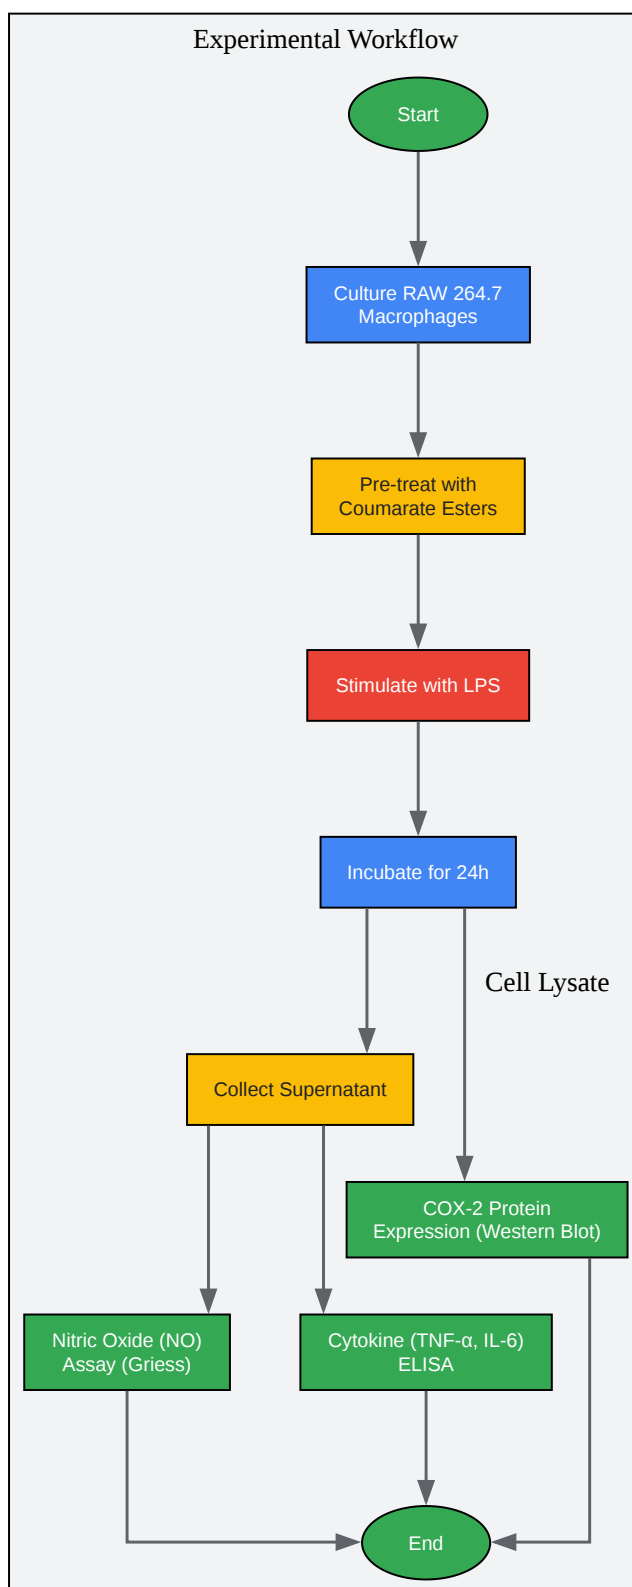 Experimental Workflow
Start
Culture RAW 264.7
Macrophages
Pre-treat with
Coumarate Esters
Stimulate with LPS
Incubate for 24h
Cell Lysate
Collect Supernatant
COX-2 Protein
Expression (Western Blot)
Nitric Oxide (NO)
Assay (Griess)
Cytokine (TNF-α, IL-6)
ELISA
End